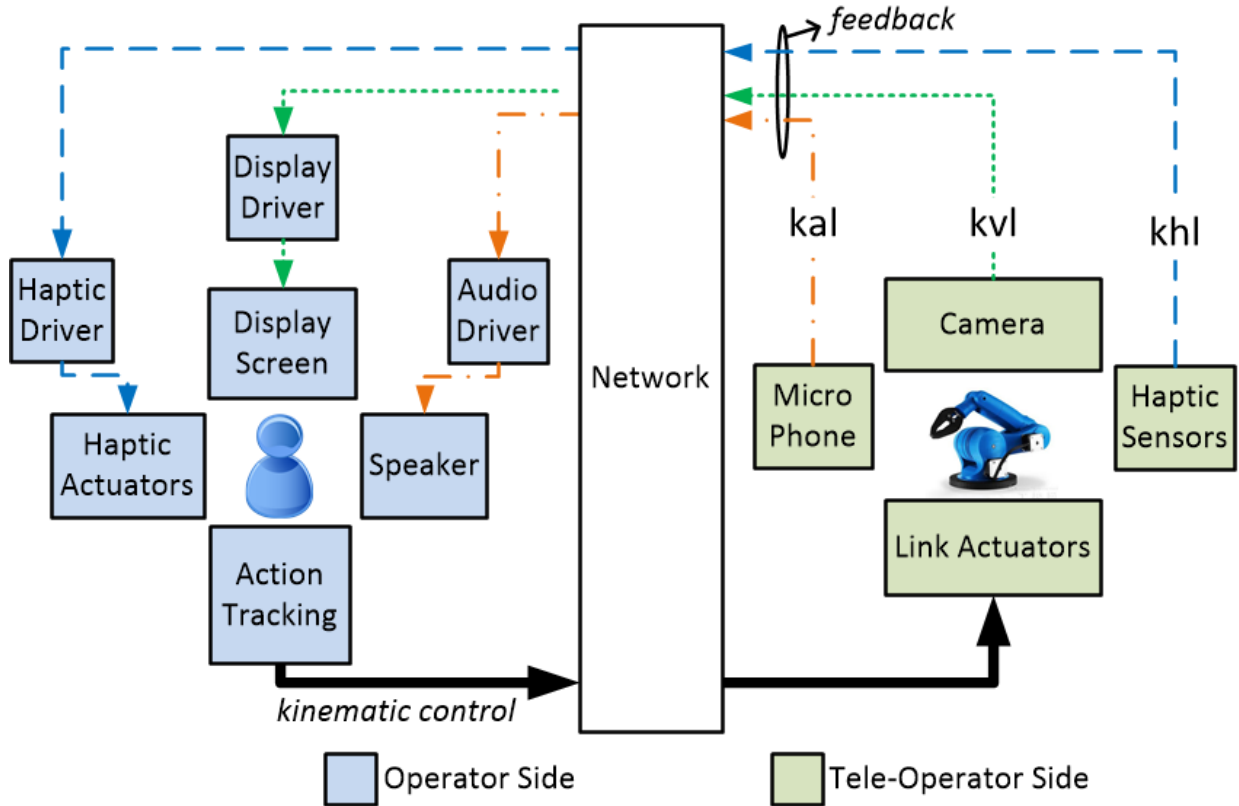 feedback
Display
Driver
kal
kvl
khl
Haptic
Driver
Display
Screen
Audio
Driver
Network
Camera
Micro
Phone
Haptic
Sensors
Haptic
Actuators
Speaker
Link Actuators
Action
Tracking
kinematic control
Operator Side
Tele-Operator Side